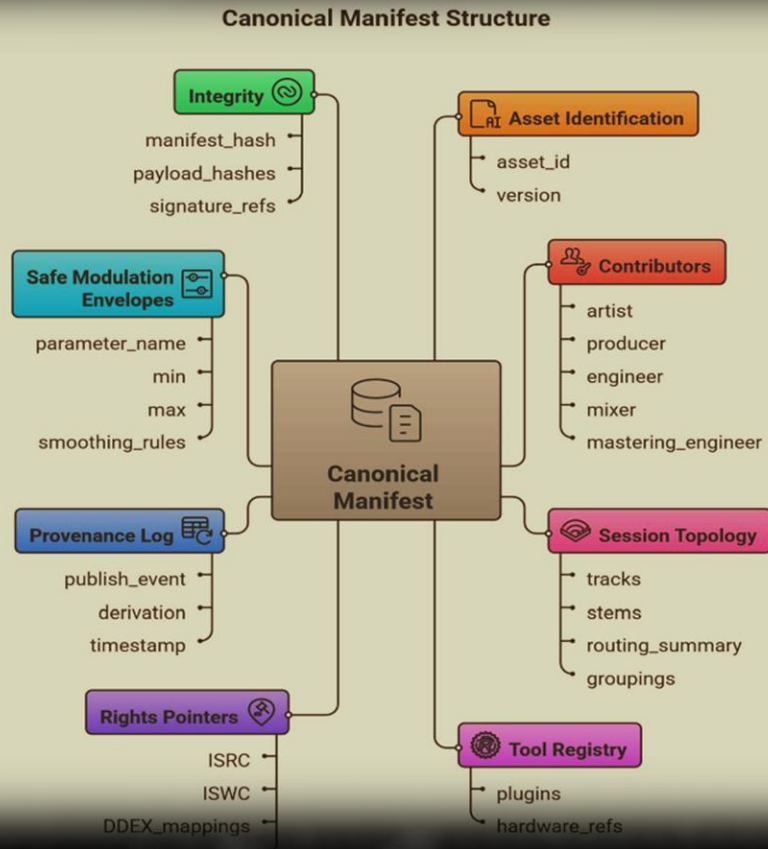 Canonical Manifest Structure
Integrity
manifest_hash
payload_hashes
signature_refs
AI
Asset Identification
asset_id
version
Safe Modulation
Envelopes
parameter_name
min
max
smoothing_rules
Contributors
artist
producer
engineer
mixer
mastering_engineer
Canonical
Manifest
Provenance Log
publish_event
derivation
timestamp
Session Topology
tracks
stems
routing_summary
groupings
Rights Pointers
ISRC
ISWC
DDEX_mappings
Tool Registry
plugins
hardware_refs